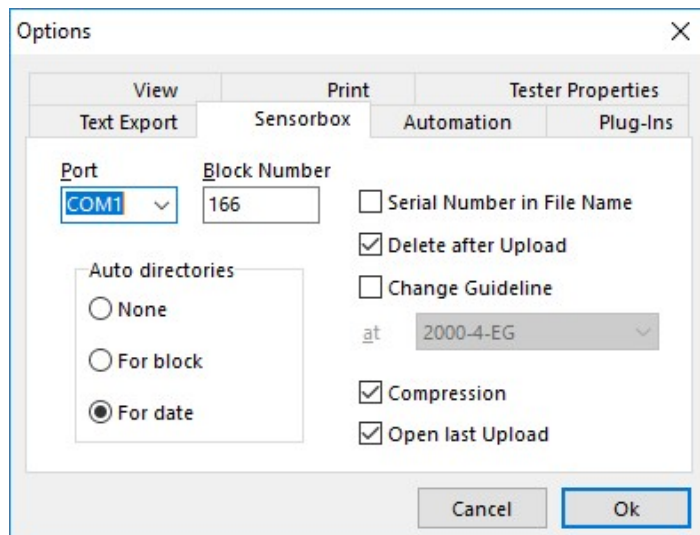 Options
View Print Tester Properties
Text Export Sensorbox Automation Plug-Ins
Port Block Number
COM1 166
Serial Number in File Name
Delete after Upload
Auto directories
Change Guideline
None
at 2000-4-EG
For block
Compression
For date
Open last Upload
Cancel Ok